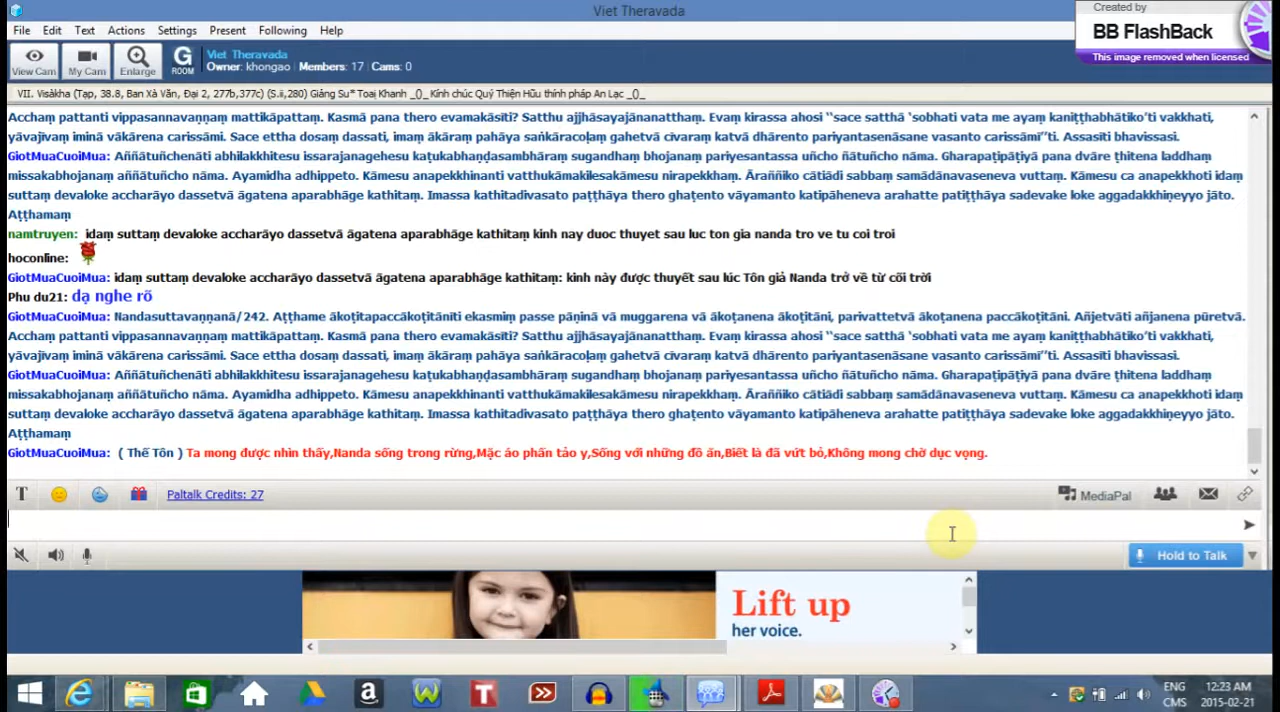 Viet Theravada
Created by
BB FlashBack
This image removed when licensed
File Edit Text Actions Settings Present Following Help
View Cam My Cam Enlarge G ROOM
Viet Theravada
Owner: khongao Members: 17 Cams: 0
VII. Visàkha (Tạp, 38.8, Ban Xà Văn, Đại 2, 277b,377c) (S.ii,280) Giảng Su* Toại Khanh _()_ Kính chúc Quý Thiện Hữu thính pháp An Lạc _()_
Acchaṃ pattanti vippasannavaṇṇaṃ mattikāpattaṃ. Kasmā pana thero evamakāsīti? Satthu ajjhāsayajānanatthaṃ. Evaṃ kirassa ahosi ‘‘sace satthā ‘sobhati vata me ayaṃ kaniṭṭhabhātiko’ti vakkhati,
yāvajīvaṃ iminā vākārena carissāmi. Sace ettha dosaṃ dassati, imaṃ ākāraṃ pahāya saṅkāracoḷaṃ gahetvā cīvaraṃ katvā dhārento pariyantasenāsane vasanto carissāmī’’ti. Assasīti bhavissasi.
GiotMuaCuoiMua: Aññātuñchenāti abhilakkhitesu issarajanagehesu kaṭukabhaṇḍasambhāraṃ sugandhaṃ bhojanaṃ pariyesantassa uñcho ñātuñcho nāma. Gharapaṭipāṭiyā pana dvāre ṭhitena laddhaṃ
missakabhojanaṃ aññātuñcho nāma. Ayamidha adhippeto. Kāmesu anapekkhinanti vatthukāmakilesakāmesu nirapekkhaṃ. Āraññiko cātiādi sabbaṃ samādānavaseneva vuttaṃ. Kāmesu ca anapekkhoti idaṃ
suttaṃ devaloke accharāyo dassetvā āgatena aparabhāge kathitaṃ. Imassa kathitadivasato paṭṭhāya thero ghaṭento vāyamanto katipāheneva arahatte patiṭṭhāya sadevake loke aggadakkhiṇeyyo jāto.
Aṭṭhamaṃ
namtruyen: idaṃ suttaṃ devaloke accharāyo dassetvā āgatena aparabhāge kathitaṃ kinh nay duoc thuyet sau luc ton gia nanda tro ve tu coi troi
hoconline:
GiotMuaCuoiMua: idaṃ suttaṃ devaloke accharāyo dassetvā āgatena aparabhāge kathitaṃ: kinh này được thuyết sau lúc Tôn giả Nanda trở về từ cõi trời
Phu du21: dạ nghe rõ
GiotMuaCuoiMua: Nandasuttavaṇṇanā/242. Aṭṭhame ākoṭitapaccākoṭitānīti ekasmiṃ passe pāṇinā vā muggarena vā ākoṭanena ākoṭitāni, parivattetvā ākoṭanena paccākoṭitāni. Añjetvāti añjanena pūretvā.
Acchaṃ pattanti vippasannavaṇṇaṃ mattikāpattaṃ. Kasmā pana thero evamakāsīti? Satthu ajjhāsayajānanatthaṃ. Evaṃ kirassa ahosi ‘‘sace satthā ‘sobhati vata me ayaṃ kaniṭṭhabhātiko’ti vakkhati,
yāvajīvaṃ iminā vākārena carissāmi. Sace ettha dosaṃ dassati, imaṃ ākāraṃ pahāya saṅkāracoḷaṃ gahetvā cīvaraṃ katvā dhārento pariyantasenāsane vasanto carissāmī’’ti. Assasīti bhavissasi.
GiotMuaCuoiMua: Aññātuñchenāti abhilakkhitesu issarajanagehesu kaṭukabhaṇḍasambhāraṃ sugandhaṃ bhojanaṃ pariyesantassa uñcho ñātuñcho nāma. Gharapaṭipāṭiyā pana dvāre ṭhitena laddhaṃ
missakabhojanaṃ aññātuñcho nāma. Ayamidha adhippeto. Kāmesu anapekkhinanti vatthukāmakilesakāmesu nirapekkhaṃ. Āraññiko cātiādi sabbaṃ samādānavaseneva vuttaṃ. Kāmesu ca anapekkhoti idaṃ
suttaṃ devaloke accharāyo dassetvā āgatena aparabhāge kathitaṃ. Imassa kathitadivasato paṭṭhāya thero ghaṭento vāyamanto katipāheneva arahatte patiṭṭhāya sadevake loke aggadakkhiṇeyyo jāto.
Aṭṭhamaṃ
GiotMuaCuoiMua: ( Thế Tôn ) Ta mong được nhìn thấy,Nanda sống trong rừng,Mặc áo phấn tảo y,Sống với những đồ ăn,Biết là đã vứt bỏ,Không mong chờ dục vọng.
T Paltalk Credits: 27 MediaPal
Hold to Talk
Lift up
her voice.
ENG 12:23 AM
CMS 2015-02-21